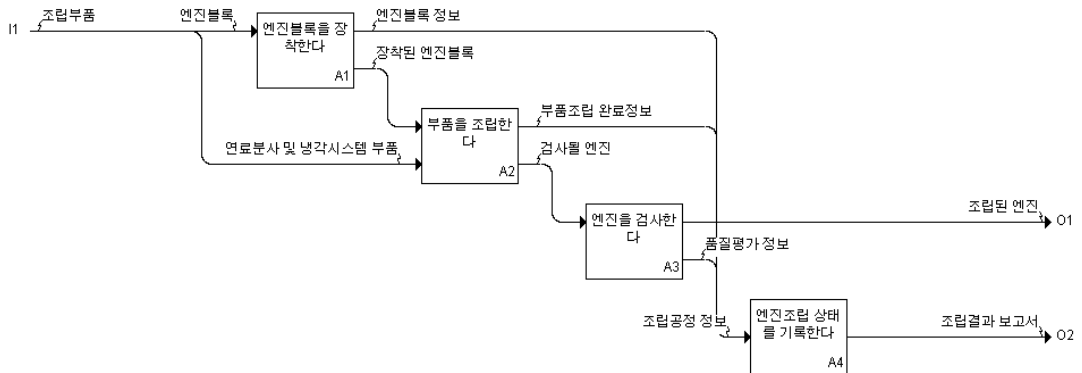 조립부품
엔진블록
엔진블록 정보
I1
엔진블록을 장
착한다
A1
장착된 엔진블록
부품을 조립한
다
A2
부품조립 완료정보
연료분사 및 냉각시스템 부품
검사될 엔진
엔진을 검사한
다
A3
조립된 엔진
O1
품질평가 정보
조립공정 정보
엔진조립 상태
를 기록한다
A4
조립결과 보고서
O2